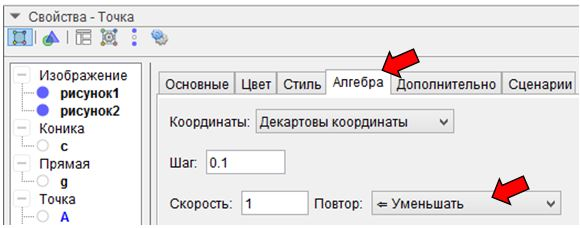 Свойства - Точка
Изображение
рисунок1
рисунок2
Коника
c
Прямая
g
Точка
A
Основные Цвет Стиль Алгебра Дополнительно Сценарии
Координаты: Декартовы координаты
Шаг: 0.1
Скорость: 1 Повтор: ⇐ Уменьшать